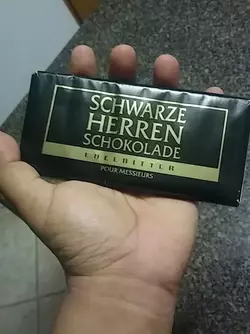 SCHWARZE
HERREN
SCHOKOLADE
EDELBITTER
POUR MESSIEURS